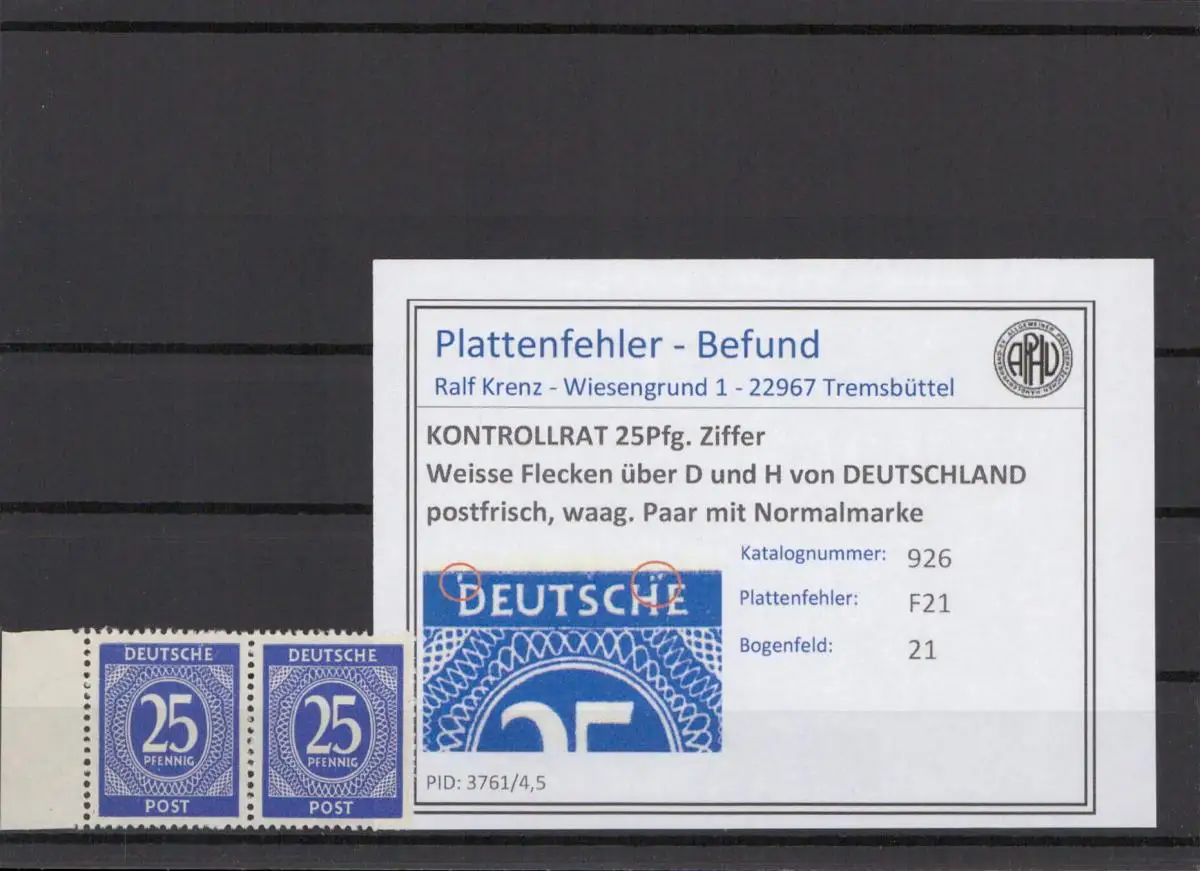 Plattenfehler - Befund
Ralf Krenz - Wiesengrund 1 - 22967 Tremsbüttel
APHV
KONTROLLRAT 25Pfg. Ziffer
Weisse Flecken über D und H von DEUTSCHLAND
postfrisch, waag. Paar mit Normalmarke
Katalognummer: 926
Plattenfehler: F21
Bogenfeld: 21
DEUTSCHE
25
PID: 3761/4,5
DEUTSCHE
25
PFENNIG
POST
DEUTSCHE
25
PFENNIG
POST